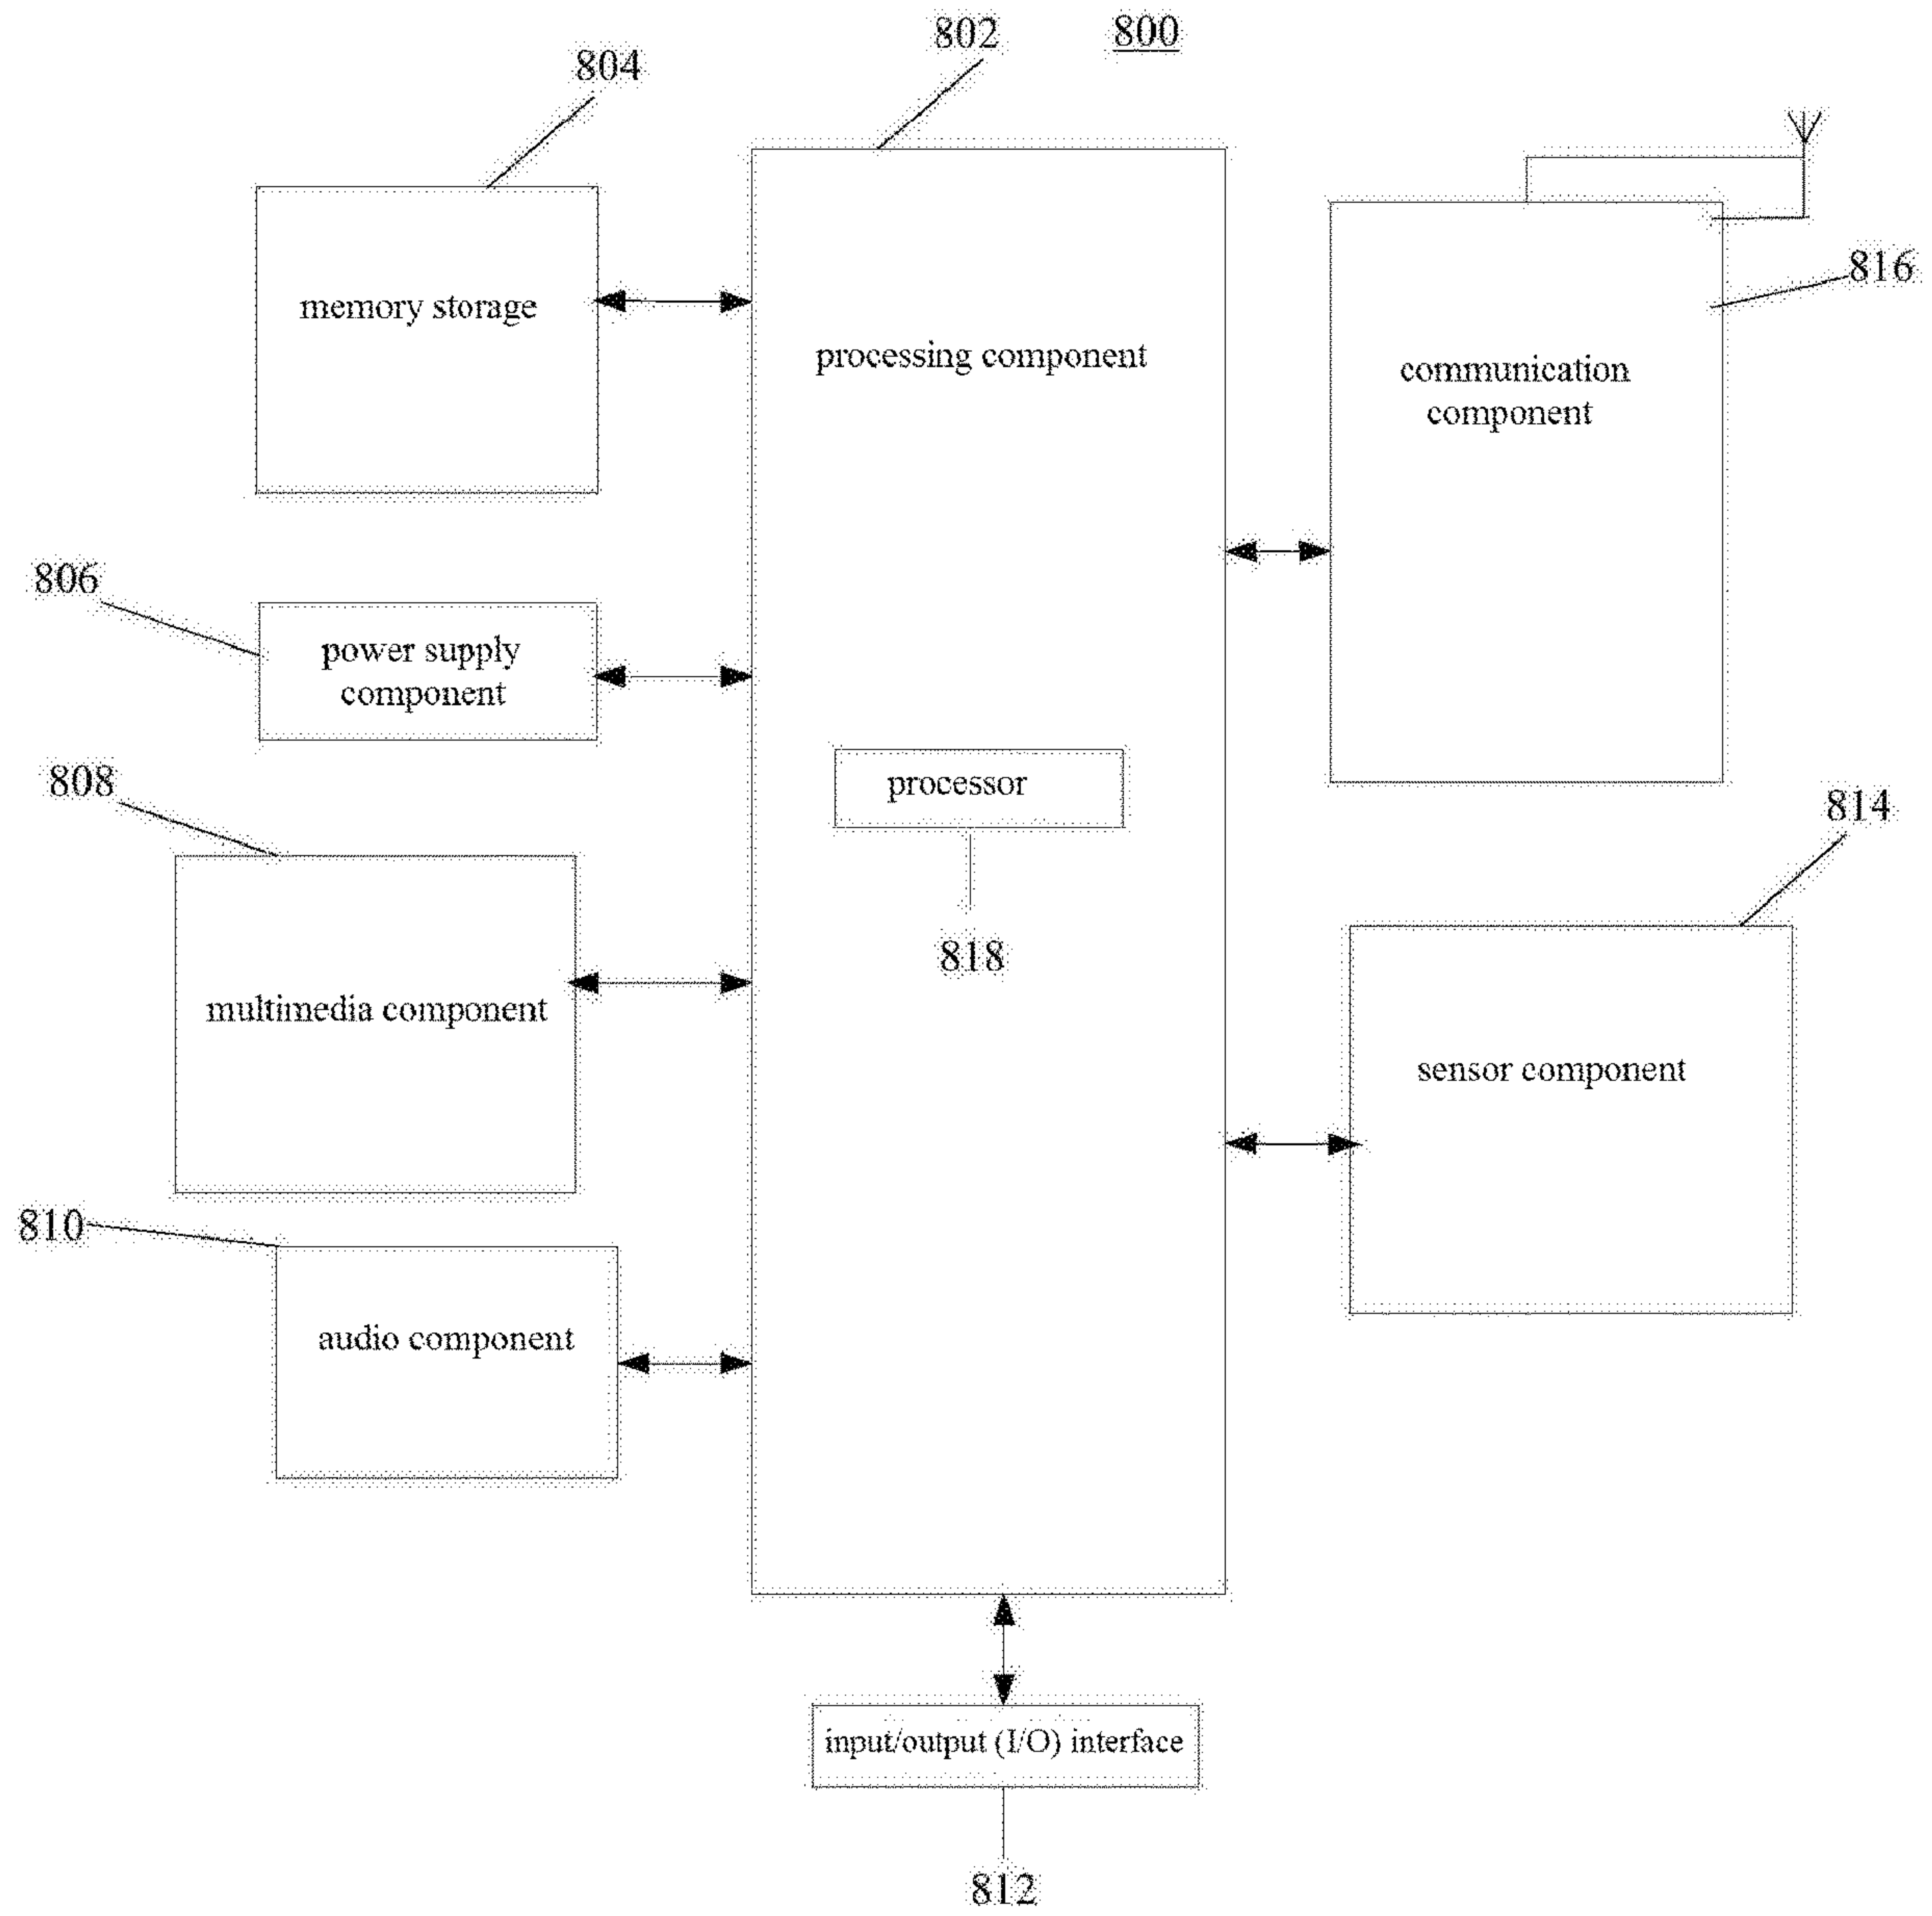 802
800
804
816
memory storage
processing component
communication
component
806
power supply
component
808
processor
814
818
multimedia component
sensor component
810
audio component
input/output (I/O) interface
812